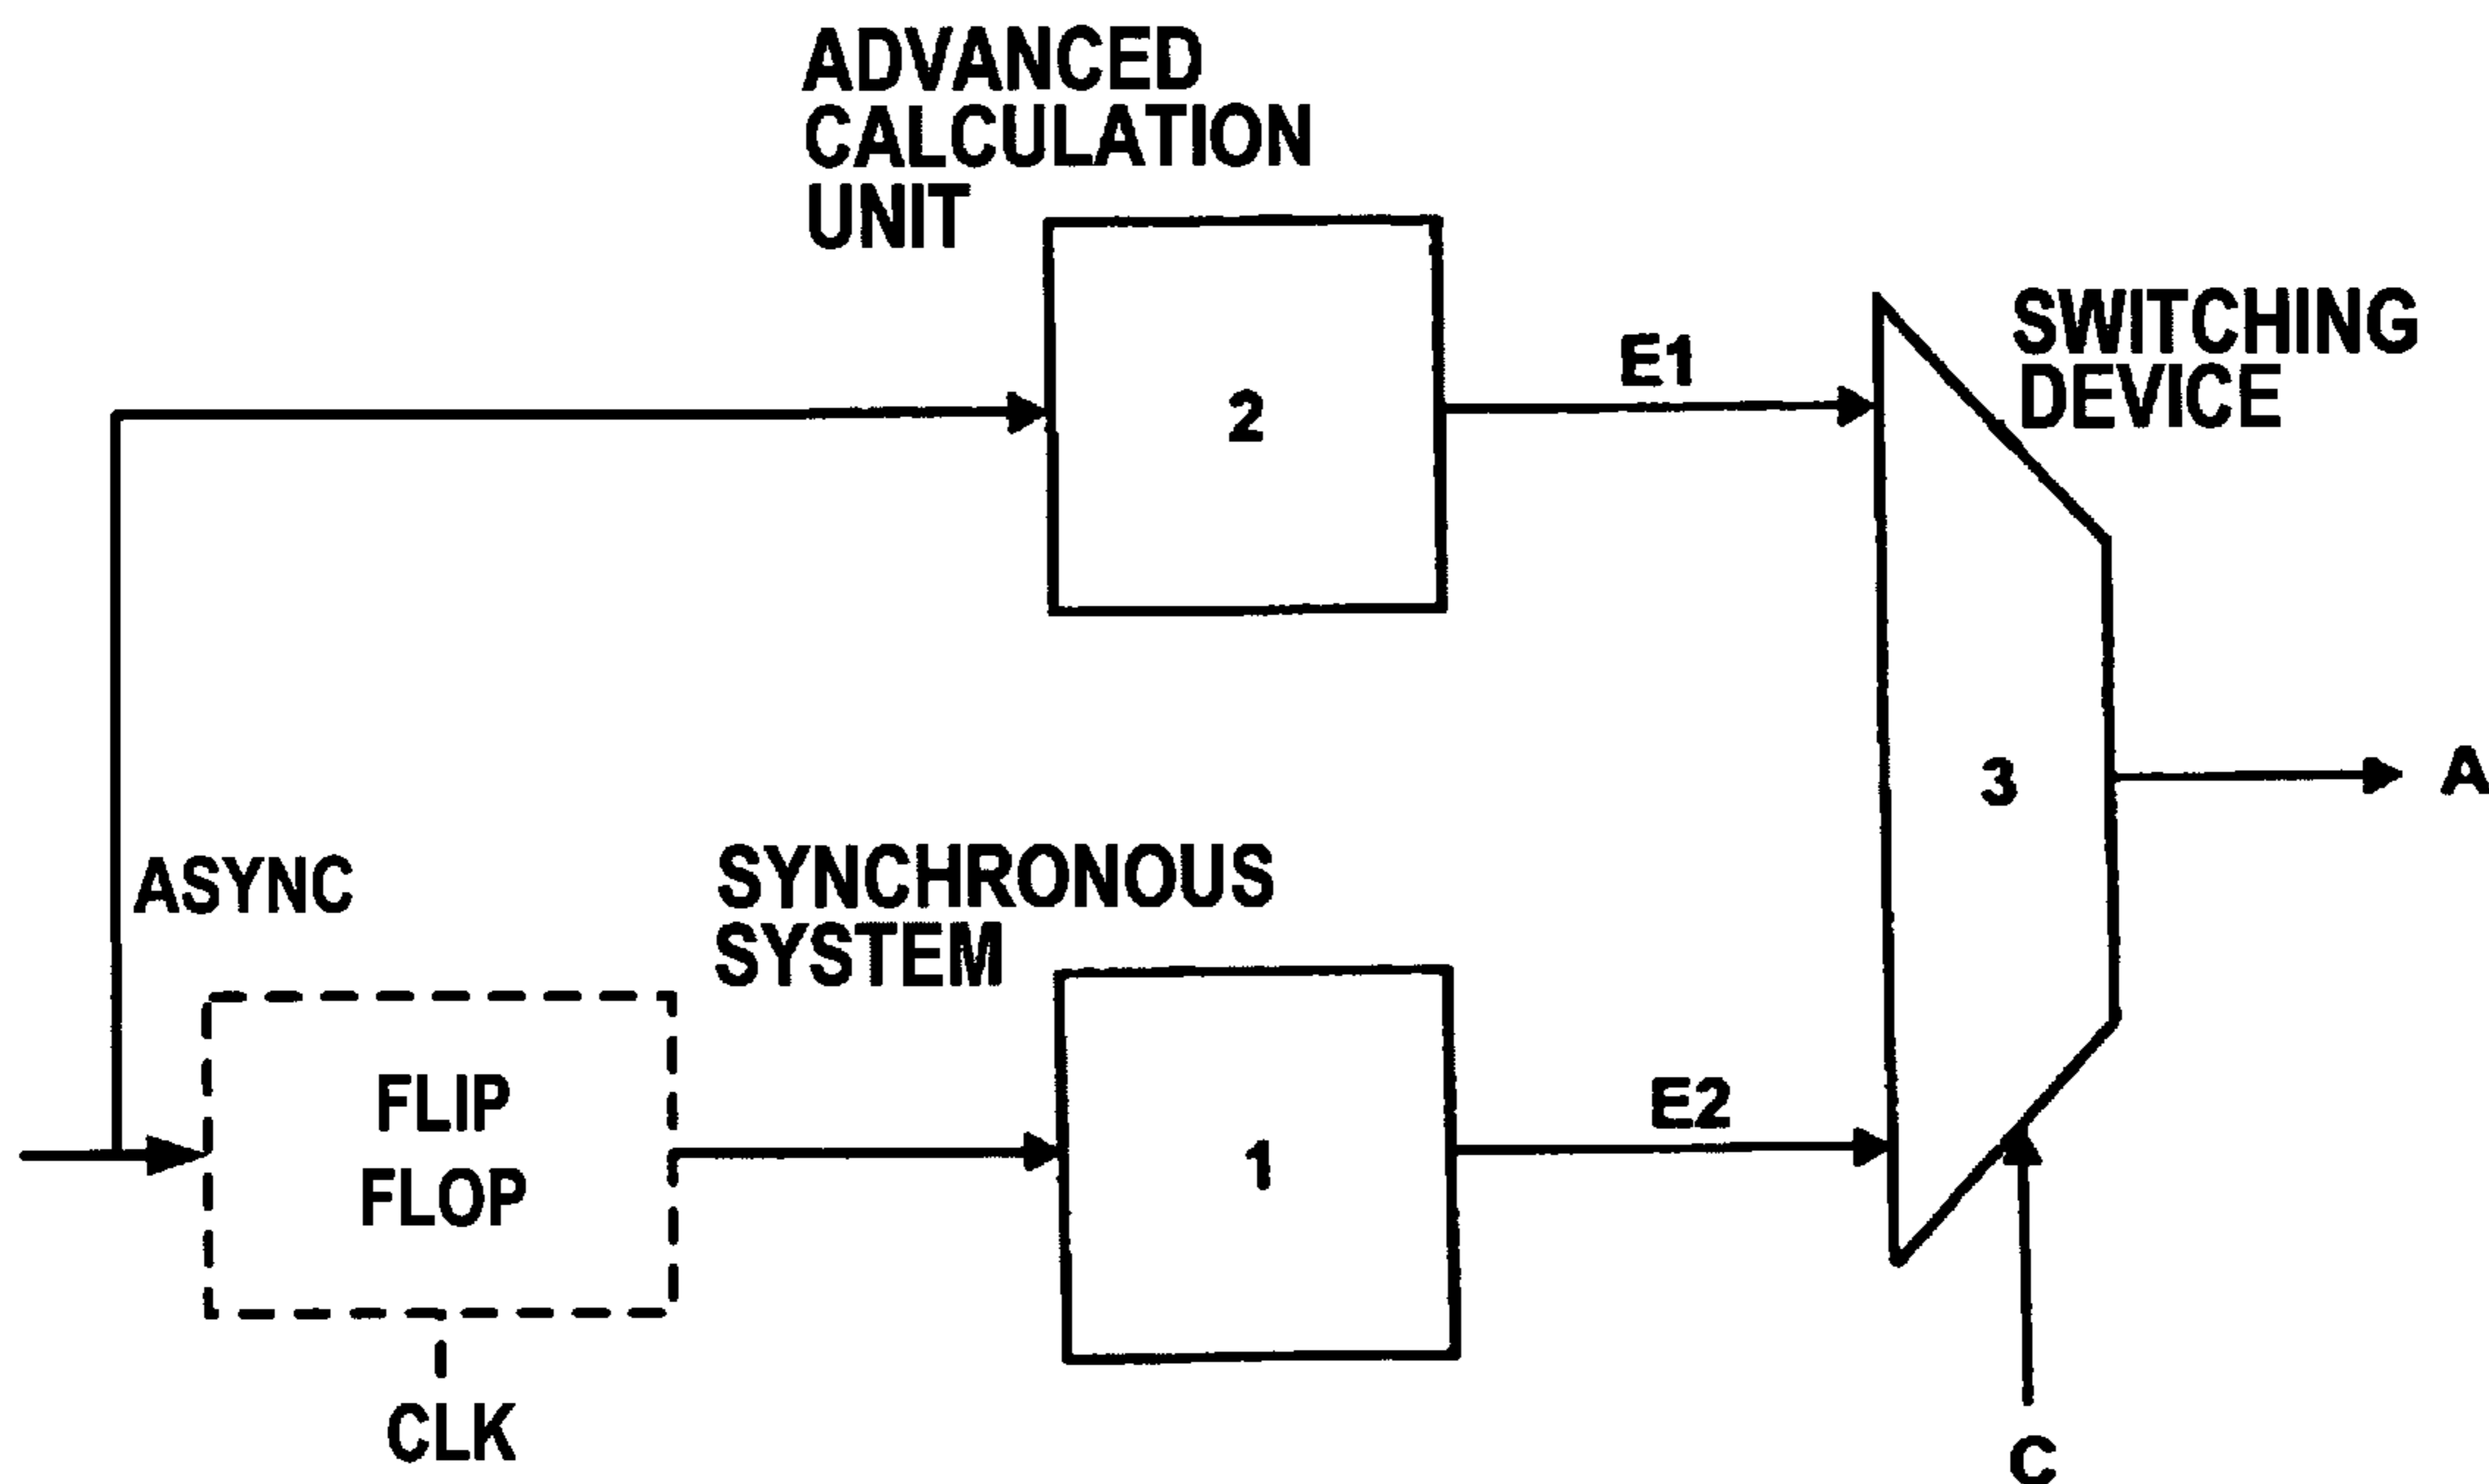 ADVANCED
CALCULATION
UNIT
2
E1
SWITCHING
DEVICE
3
A
ASYNC
FLIP
FLOP
CLK
SYNCHRONOUS
SYSTEM
1
E2
C